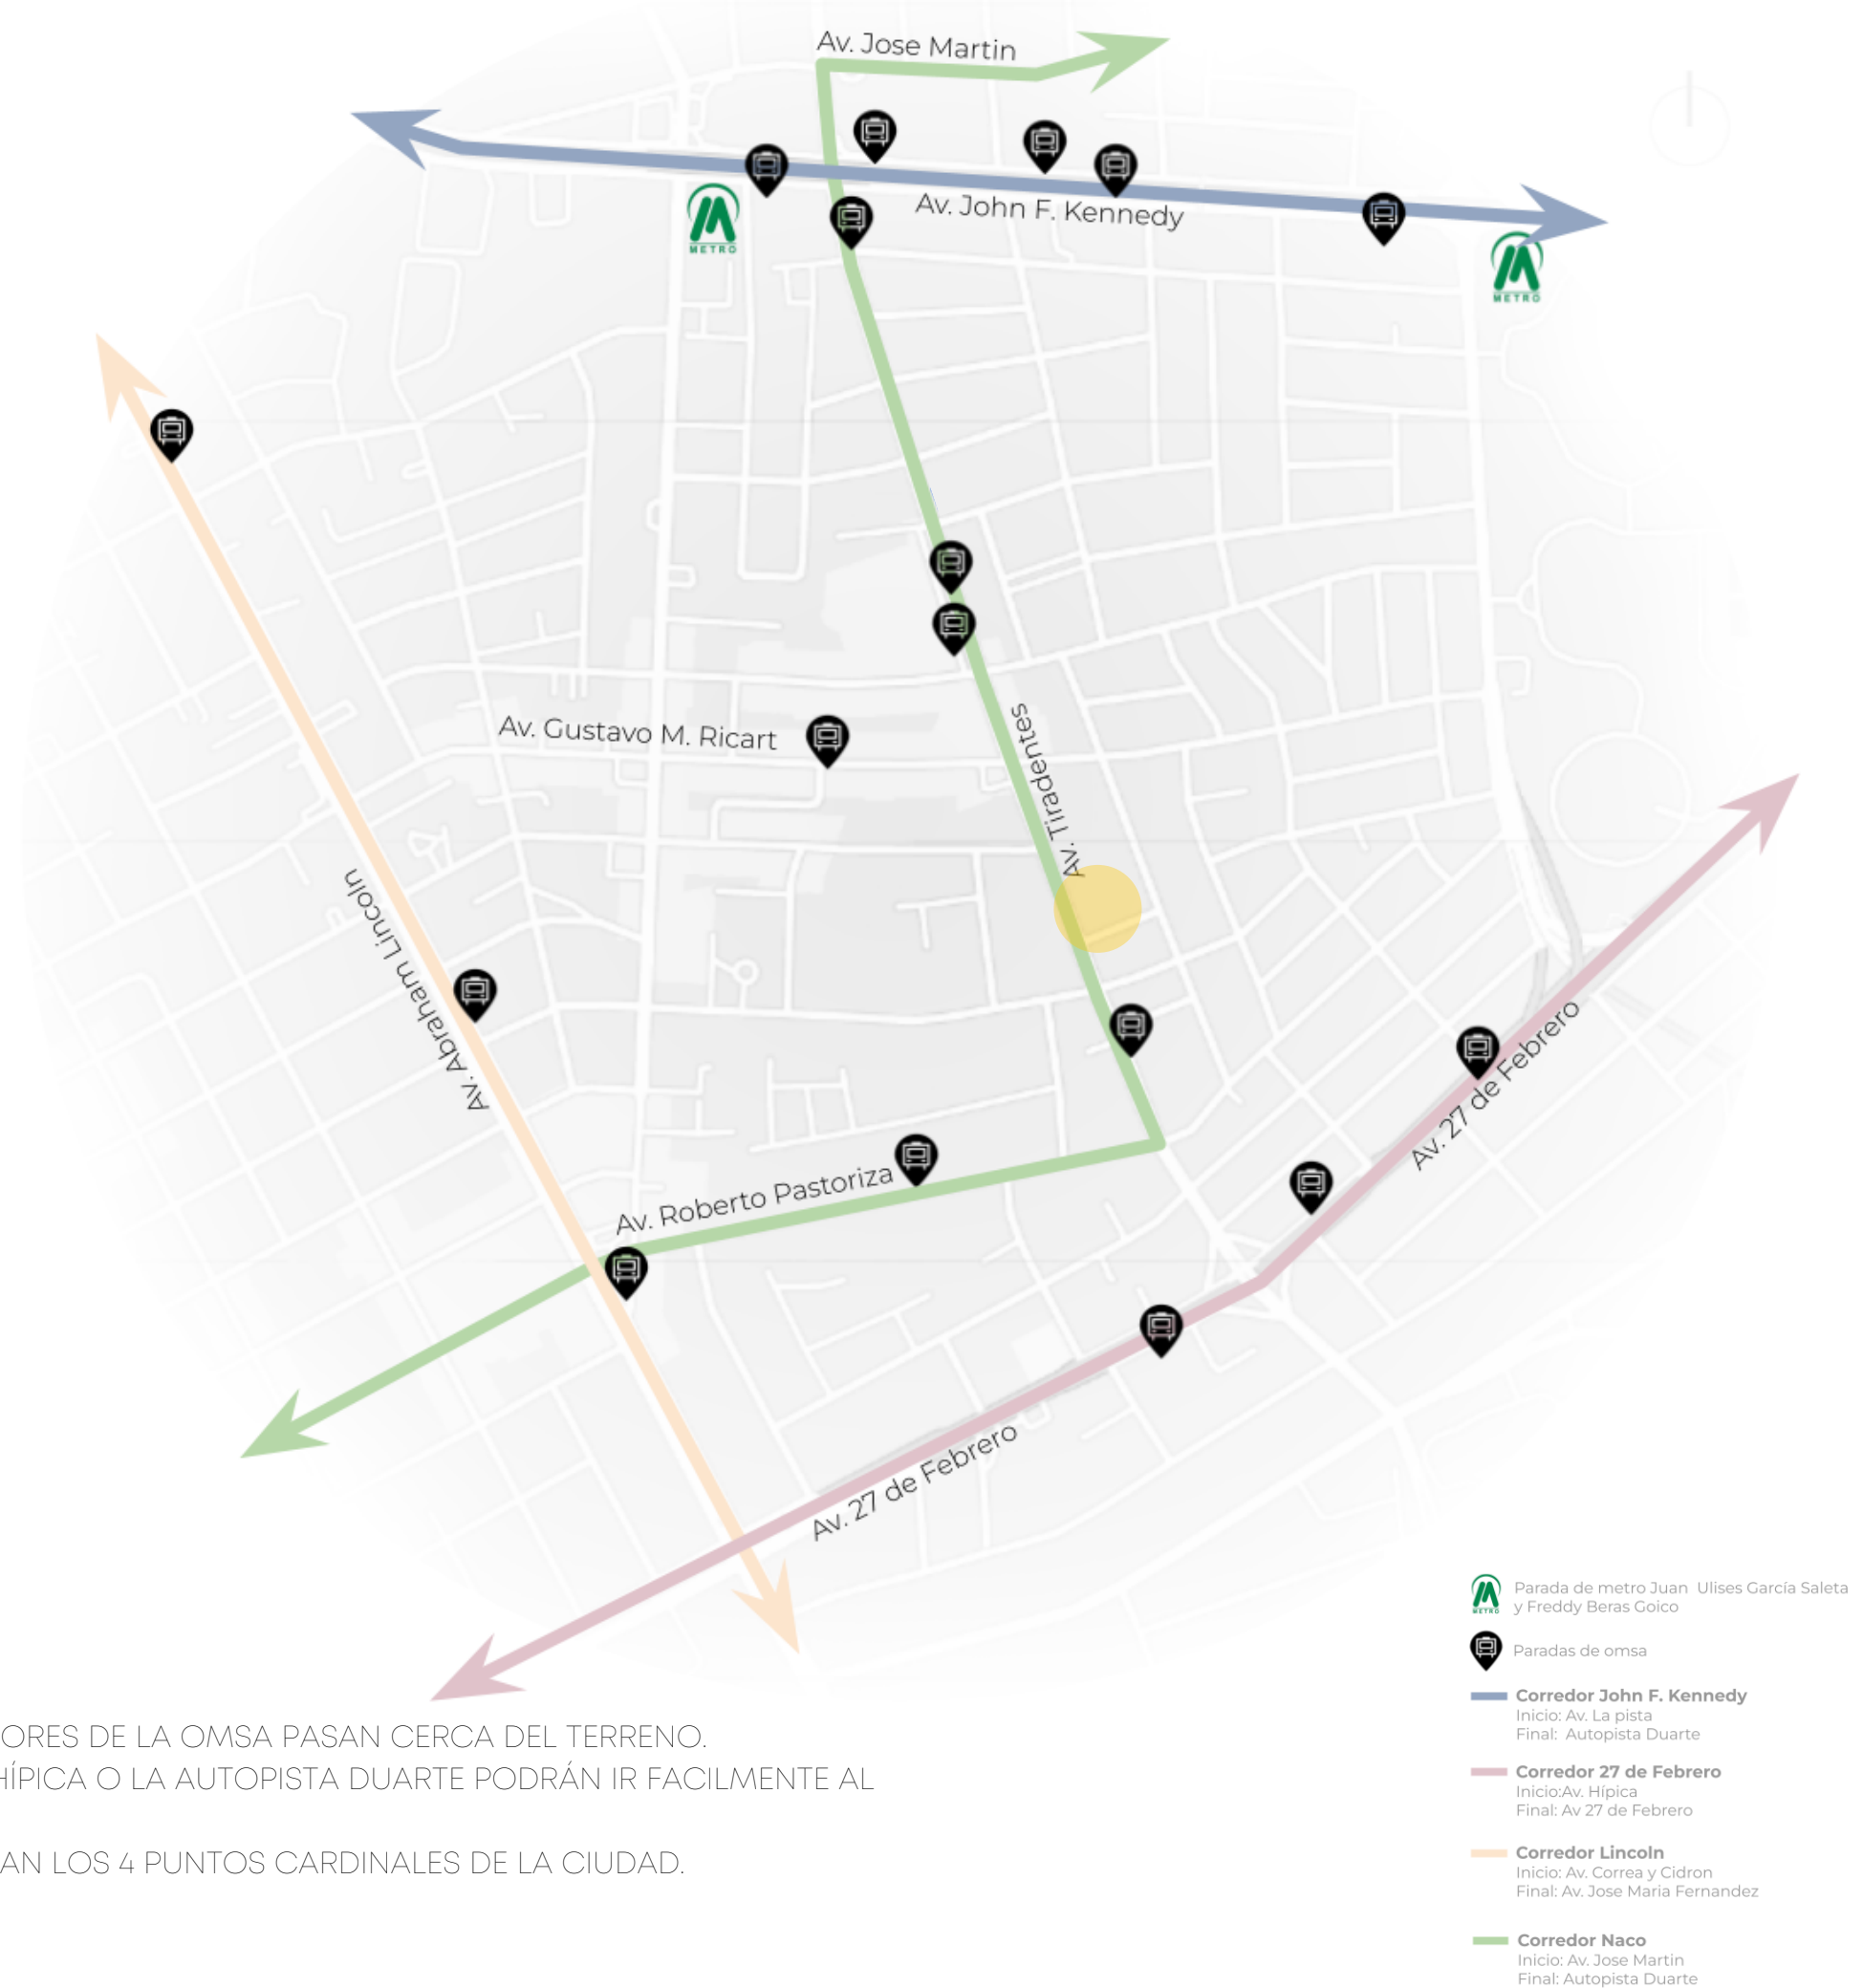 Av. Jose Martin
Av. John F. Kennedy
METRO
METRO
Av. Gustavo M. Ricart
Av. Tiradentes
Av. Abraham Lincoln
Av. 27 de Febrero
Av. Roberto Pastoriza
Av. 27 de Febrero
METRO
Parada de metro Juan Ulises García Saleta
y Freddy Beras Goico
Paradas de omsa
Corredor John F. Kennedy
Inicio: Av. La pista
Final: Autopista Duarte
Corredor 27 de Febrero
Inicio:Av. Hípica
Final: Av 27 de Febrero
Corredor Lincoln
Inicio: Av. Correa y Cidron
Final: Av. Jose Maria Fernandez
Corredor Naco
Inicio: Av. Jose Martin
Final: Autopista Duarte
ORES DE LA OMSA PASAN CERCA DEL TERRENO.
HÍPICA O LA AUTOPISTA DUARTE PODRÁN IR FACILMENTE AL
AN LOS 4 PUNTOS CARDINALES DE LA CIUDAD.